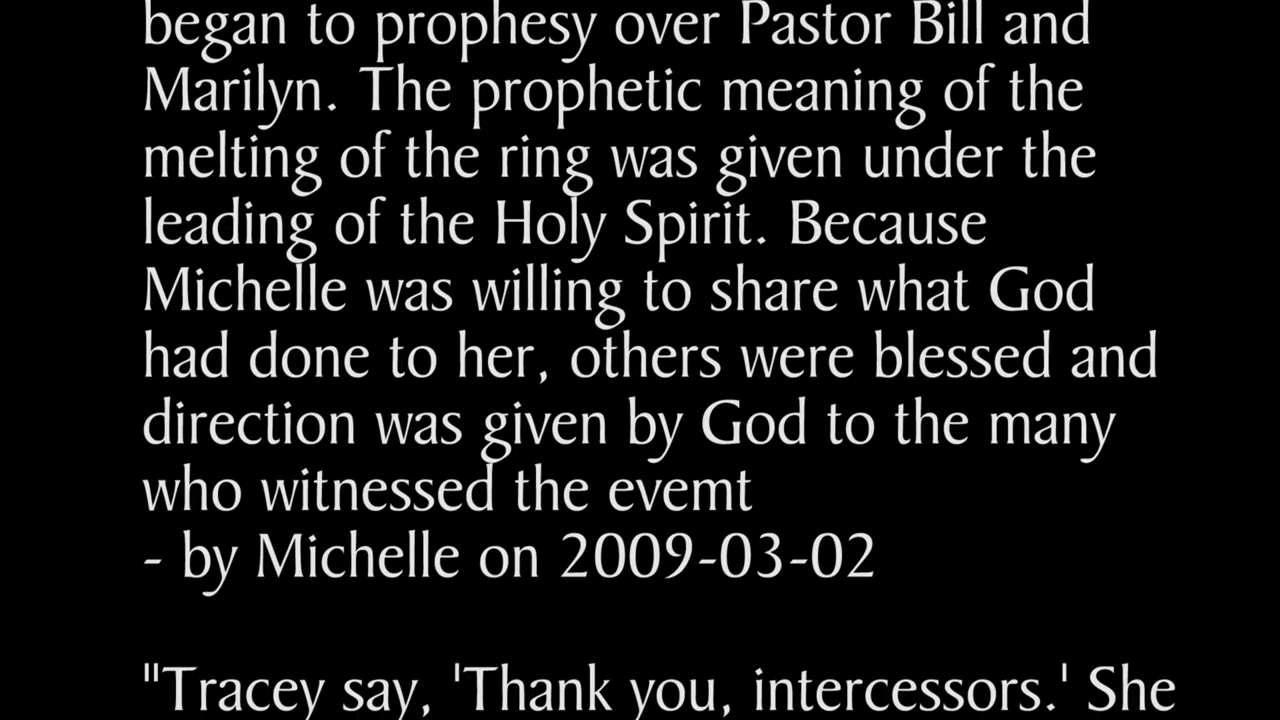 began to prophesy over Pastor Bill and
Marilyn. The prophetic meaning of the
melting of the ring was given under the
leading of the Holy Spirit. Because
Michelle was willing to share what God
had done to her, others were blessed and
direction was given by God to the many
who witnessed the evemt
- by Michelle on 2009-03-02
"Tracey say, 'Thank you, intercessors.' She